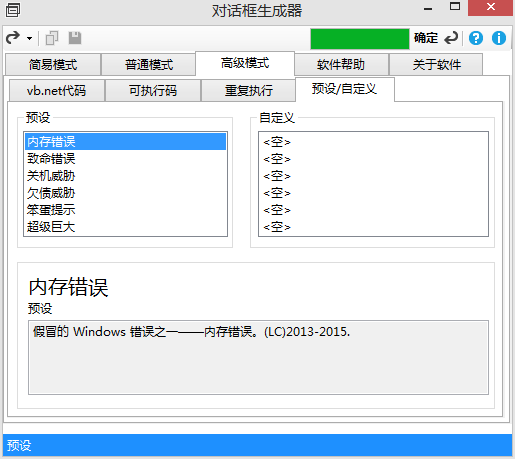 对话框生成器
确定
简易模式 普通模式 高级模式 软件帮助 关于软件
vb.net代码 可执行码 重复执行 预设/自定义
预设
内存错误
致命错误
关机威胁
欠债威胁
笨蛋提示
超级巨大
自定义
<空>
<空>
<空>
<空>
<空>
<空>
内存错误
预设
假冒的 Windows 错误之一——内存错误。(LC)2013-2015.
预设